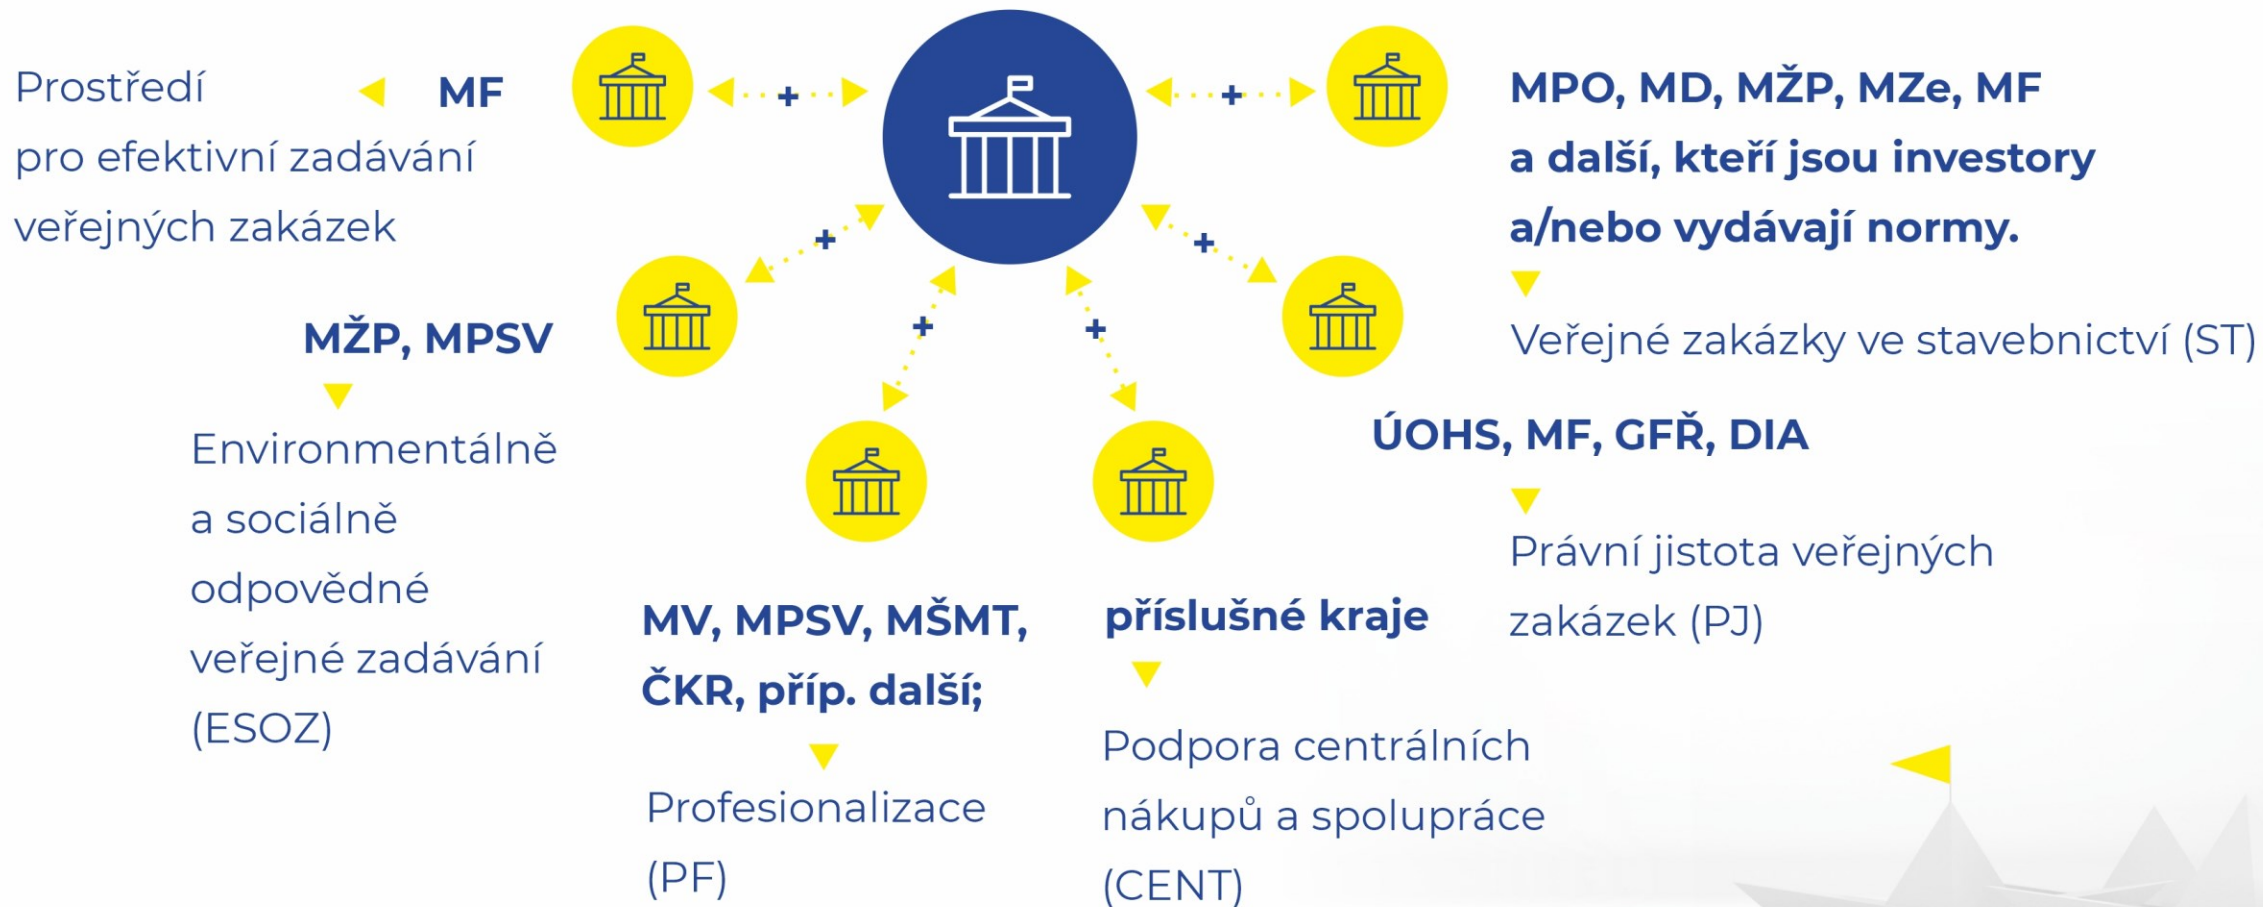 MF
Prostředí
pro efektivní zadávání
veřejných zakázek
MŽP, MPSV
Environmentálně
a sociálně
odpovědné
veřejné zadávání
(ESOZ)
MV, MPSV, MŠMT,
ČKR, příp. další;
Profesionalizace
(PF)
příslušné kraje
Podpora centrálních
nákupů a spolupráce
(CENT)
ÚOHS, MF, GFŘ, DIA
Právní jistota veřejných
zakázek (PJ)
MPO, MD, MŽP, MZe, MF
a další, kteří jsou investory
a/nebo vydávají normy.
Veřejné zakázky ve stavebnictví (ST)